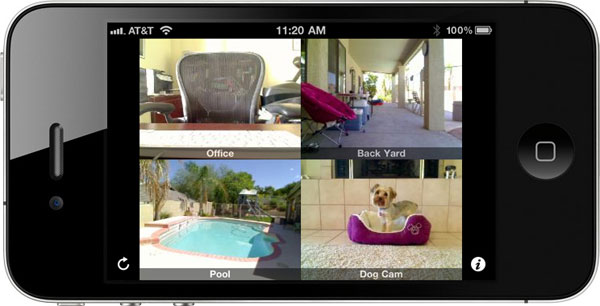 AT&T 11:20 AM 100%
Office
Back Yard
Pool
Dog Cam
i